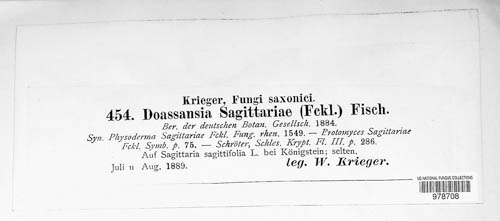 Krieger, Fungi saxonici.
454. Doassansia Sagittariae (Fckl.) Fisch.
Ber. der deutschen Botan. Gesellsch. 1884.
Syn. Physoderma Sagittariae Fckl. Fung. rhen. 1549. — Protomyces Sagittariae
Fckl. Symb. p. 75. — Schröter, Schles. Krypt. Fl. III. p. 286.
Auf Sagittaria sagittifolia L. bei Königstein; selten.
Juli u Aug. 1889. leg. W. Krieger.
US NATIONAL FUNGUS COLLECTIONS
978708